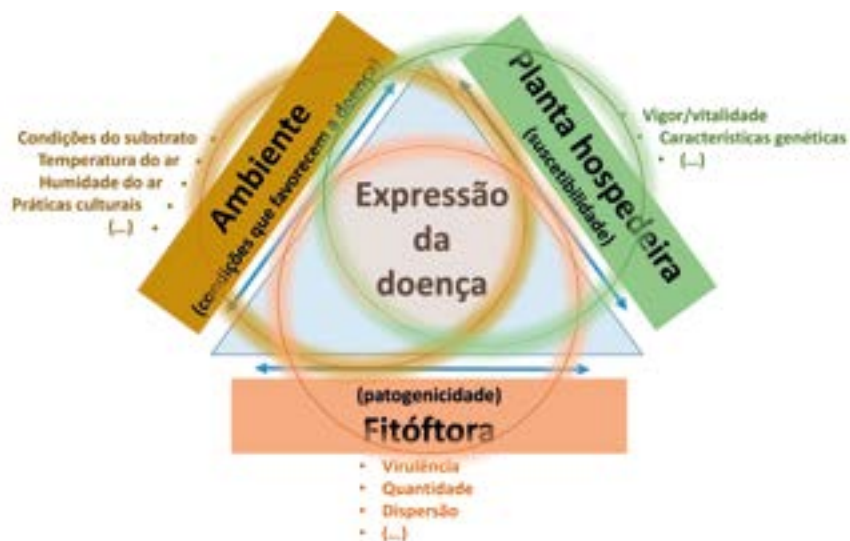 Ambiente
(condições que favorecem a doença)
Condições do substrato
Temperatura do ar
Humidade do ar
Práticas culturais
(...)
Planta hospedeira
(suscetibilidade)
Vigor/vitalidade
Características genéticas
(...)
Expressão
da
doença
(patogenicidade)
Fitóftora
Virulência
Quantidade
Dispersão
(...)